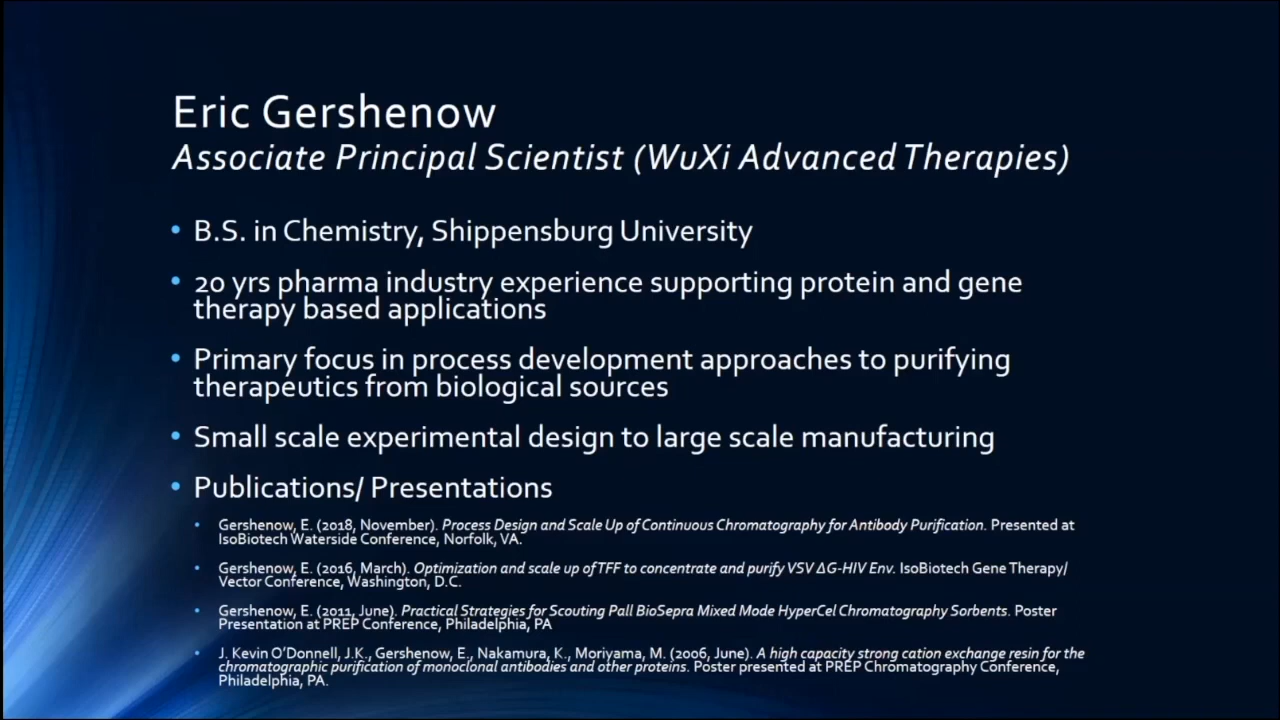 Eric Gershenow
Associate Principal Scientist (WuXi Advanced Therapies)
• B.S. in Chemistry, Shippensburg University
• 20 yrs pharma industry experience supporting protein and gene
therapy based applications
• Primary focus in process development approaches to purifying
therapeutics from biological sources
• Small scale experimental design to large scale manufacturing
• Publications/ Presentations
• Gershenow, E. (2018, November). Process Design and Scale Up of Continuous Chromatography for Antibody Purification. Presented at
IsoBiotech Waterside Conference, Norfolk, VA.
• Gershenow, E. (2016, March). Optimization and scale up of TFF to concentrate and purify VSV ΔG-HIV Env. IsoBiotech Gene Therapy/
Vector Conference, Washington, D.C.
• Gershenow, E. (2011, June). Practical Strategies for Scouting Pall BioSepra Mixed Mode HyperCel Chromatography Sorbents. Poster
Presentation at PREP Conference, Philadelphia, PA
• J. Kevin O’Donnell, J.K., Gershenow, E., Nakamura, K., Moriyama, M. (2006, June). A high capacity strong cation exchange resin for the
chromatographic purification of monoclonal antibodies and other proteins. Poster presented at PREP Chromatography Conference,
Philadelphia, PA.